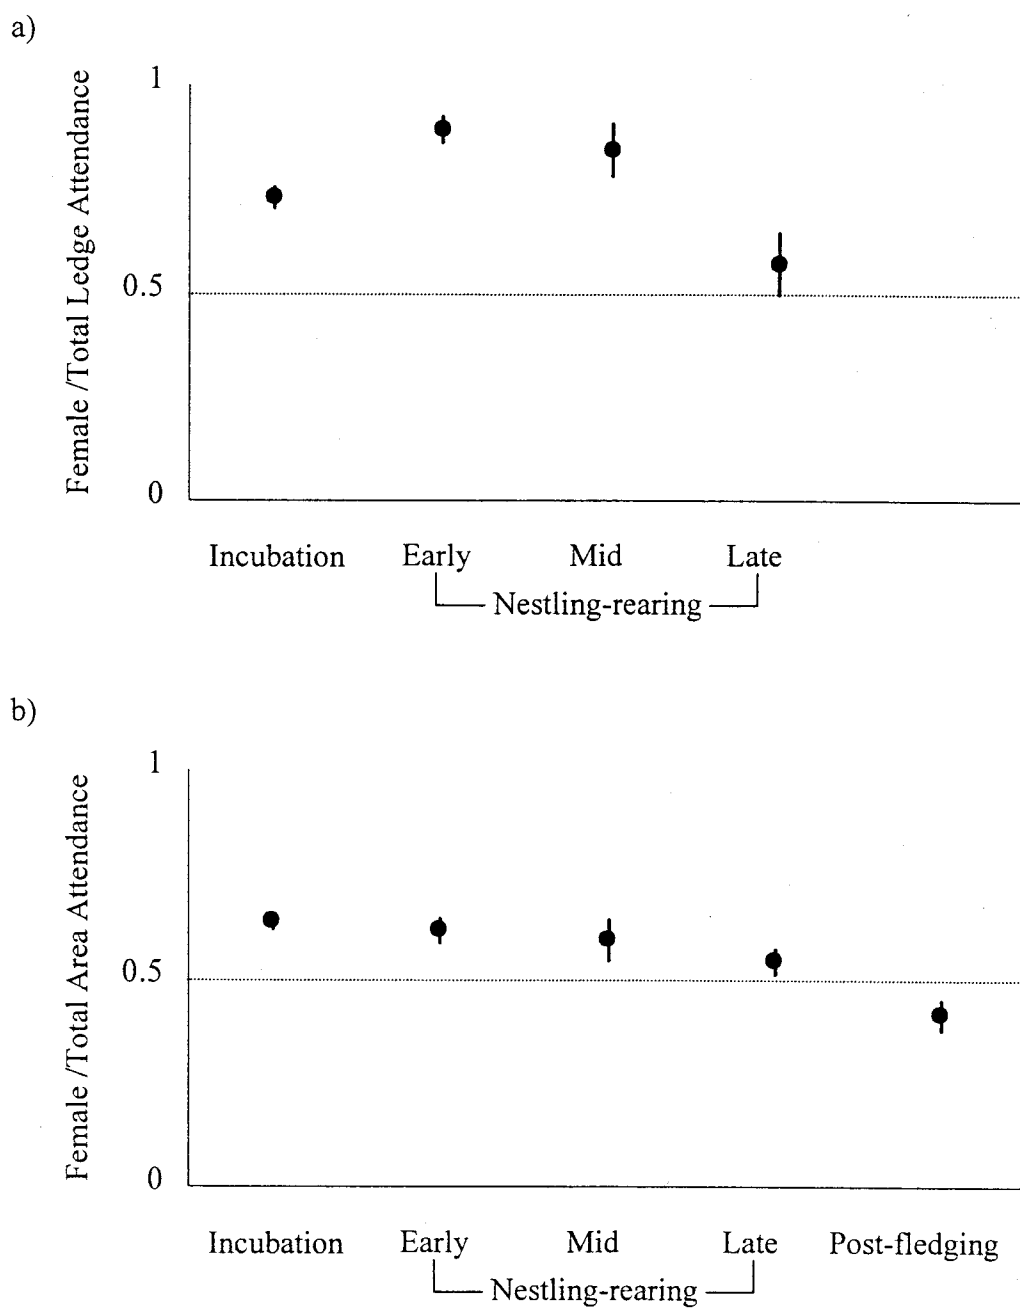 a)
1
0.5
0
Female /Total Ledge Attendance
Incubation Early Mid Late
Nestling-rearing
b)
1
0.5
0
Female /Total Area Attendance
Incubation Early Mid Late Post-fledging
Nestling-rearing